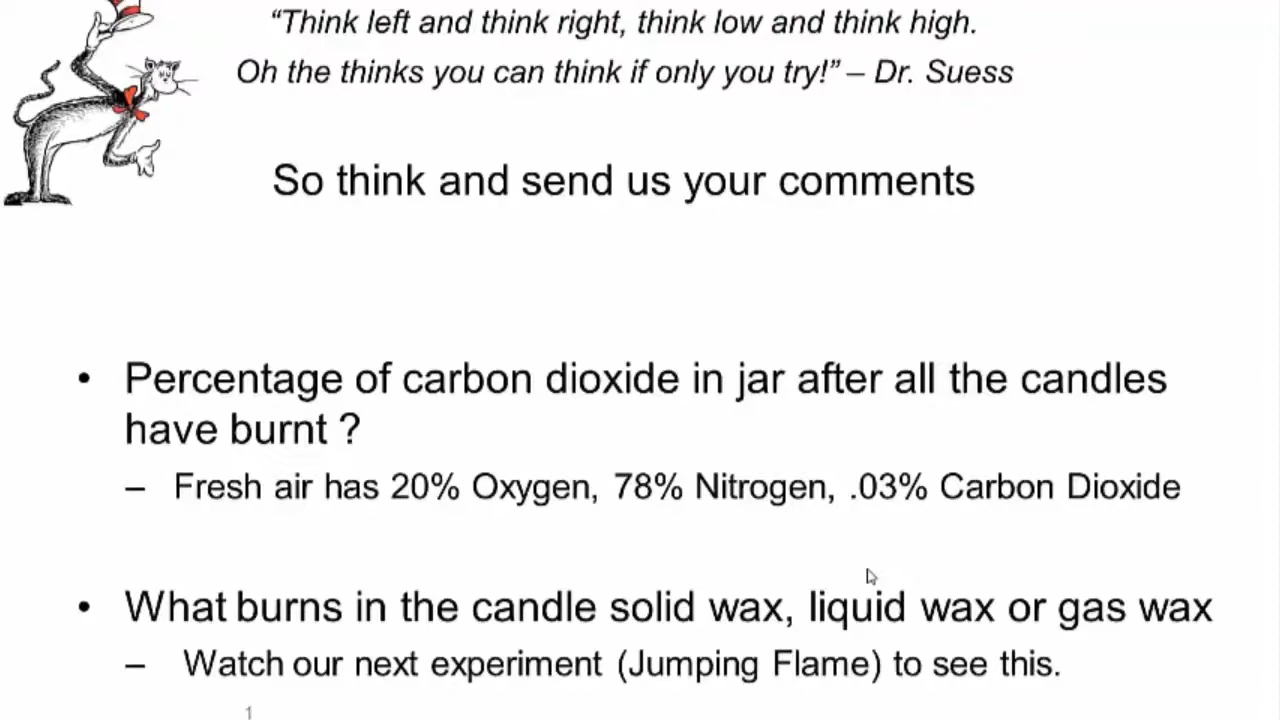 “Think left and think right, think low and think high.
Oh the thinks you can think if only you try!” – Dr. Suess
So think and send us your comments
• Percentage of carbon dioxide in jar after all the candles
have burnt ?
– Fresh air has 20% Oxygen, 78% Nitrogen, .03% Carbon Dioxide
• What burns in the candle solid wax, liquid wax or gas wax
– Watch our next experiment (Jumping Flame) to see this.
1